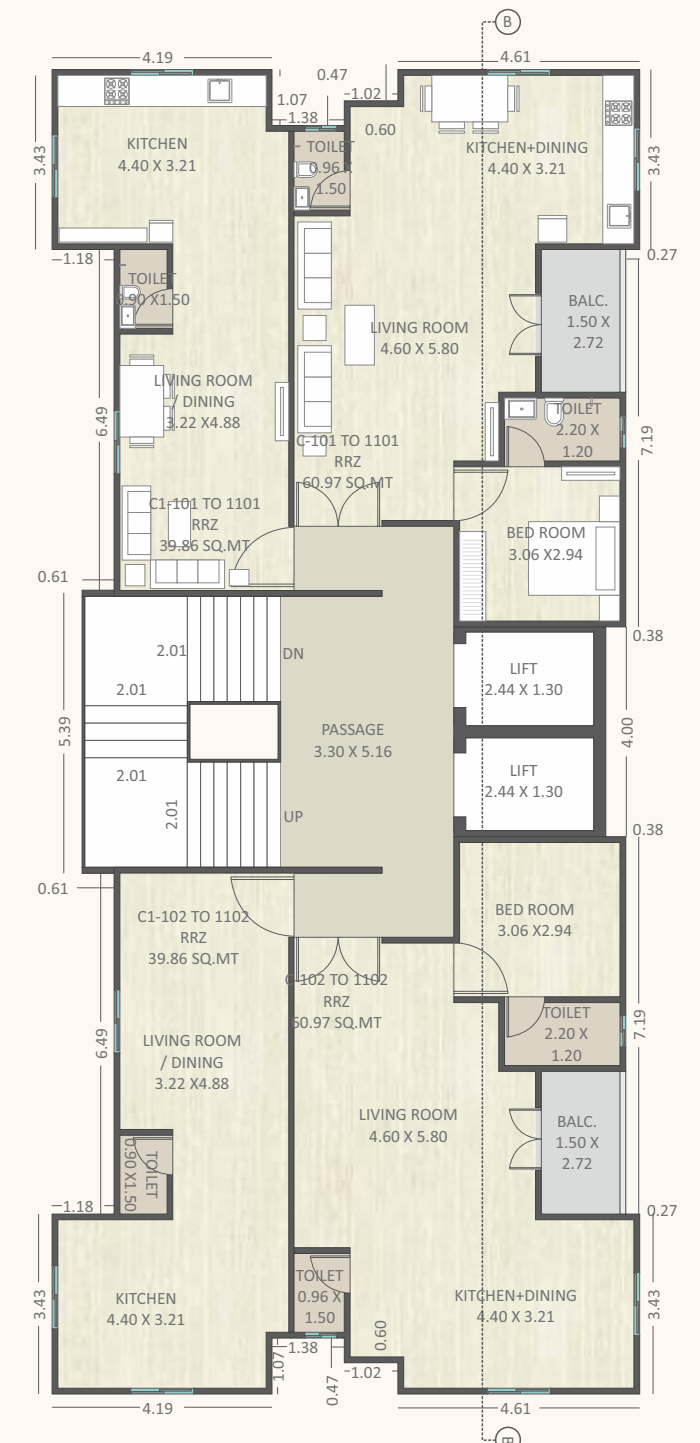 B
4.19
4.61
0.47
1.07
1.02
1.38
0.60
KITCHEN
4.40 X 3.21
TOILET
0.96 X
1.50
KITCHEN+DINING
4.40 X 3.21
3.43
3.43
1.18
0.27
TOILET
0.90 X1.50
BALC.
1.50 X
2.72
LIVING ROOM
4.60 X 5.80
LIVING ROOM
/ DINING
3.22 X4.88
TOILET
2.20 X
1.20
6.49
7.19
C-101 TO 1101
RRZ
60.97 SQ.MT
C1-101 TO 1101
RRZ
39.86 SQ.MT
BED ROOM
3.06 X2.94
0.61
0.38
2.01
DN
2.01
LIFT
2.44 X 1.30
5.39
PASSAGE
3.30 X 5.16
4.00
2.01
LIFT
2.44 X 1.30
2.01
UP
0.38
0.61
C1-102 TO 1102
RRZ
39.86 SQ.MT
BED ROOM
3.06 X2.94
C-102 TO 1102
RRZ
60.97 SQ.MT
6.49
LIVING ROOM
/ DINING
3.22 X4.88
TOILET
2.20 X
1.20
7.19
LIVING ROOM
4.60 X 5.80
BALC.
1.50 X
2.72
TOILET
0.90 X1.50
1.18
0.27
3.43
KITCHEN
4.40 X 3.21
TOILET
0.96 X
1.50
KITCHEN+DINING
4.40 X 3.21
3.43
0.60
1.38
1.07
1.02
0.47
4.19
4.61
B